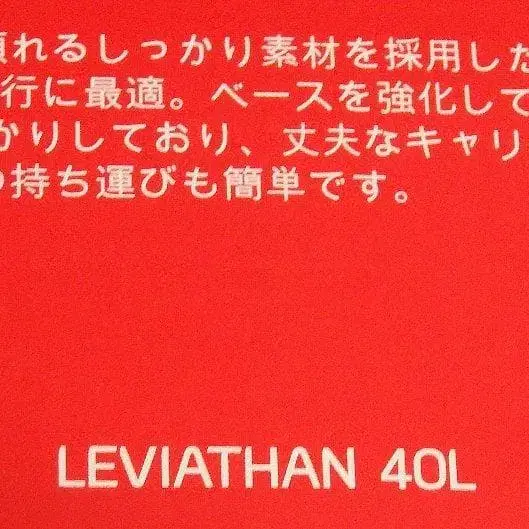 頼れるしっかり素材を採用した
行に最適。ベースを強化して
かりしており、丈夫なキャリ
持ち運びも簡単です。
LEVIATHAN 40L